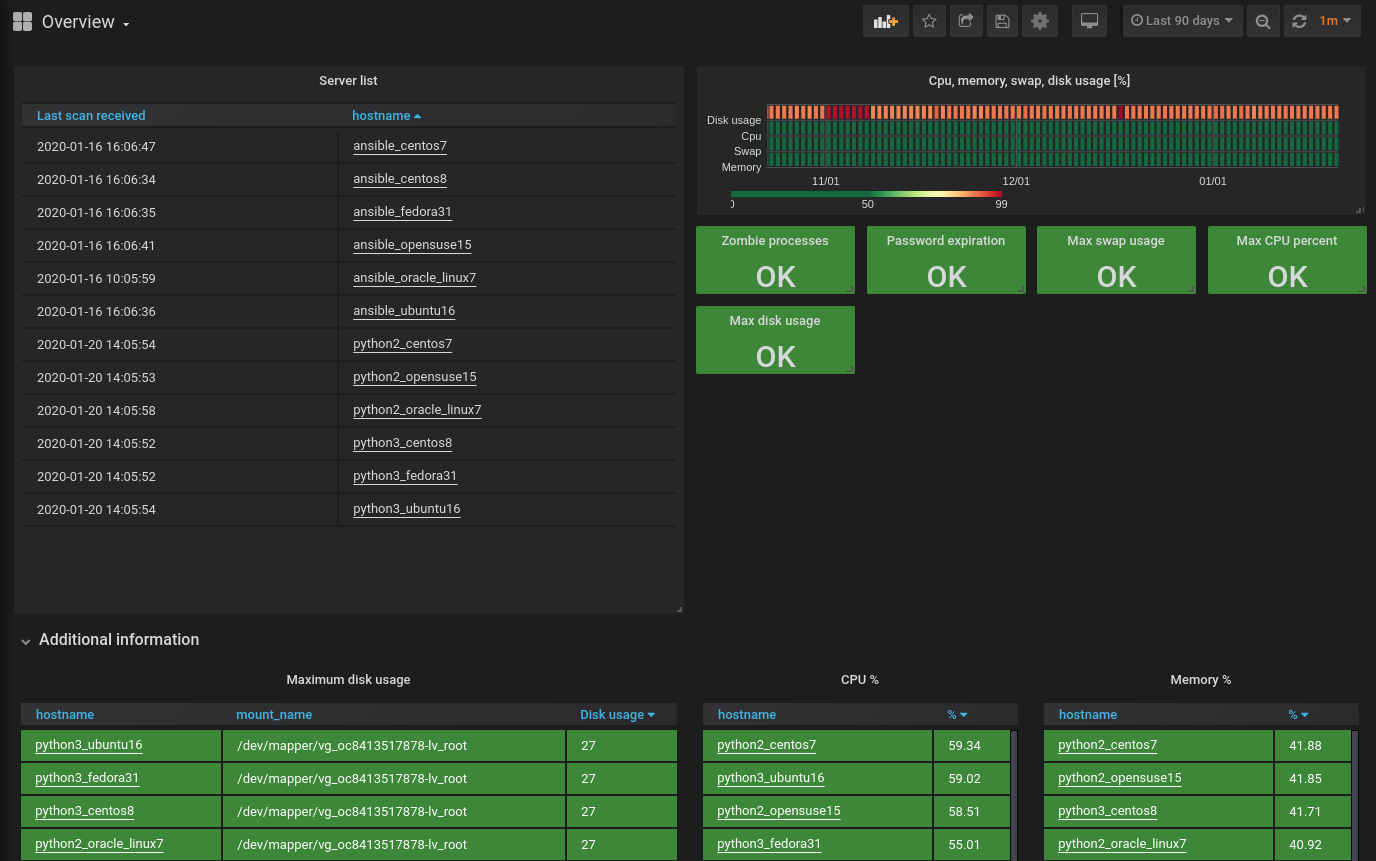 Overview
Last 90 days
1m
Server list
Last scan received hostname
2020-01-16 16:06:47 ansible_centos7
2020-01-16 16:06:34 ansible_centos8
2020-01-16 16:06:35 ansible_fedora31
2020-01-16 16:06:41 ansible_opensuse15
2020-01-16 10:05:59 ansible_oracle_linux7
2020-01-16 16:06:36 ansible_ubuntu16
2020-01-20 14:05:54 python2_centos7
2020-01-20 14:05:53 python2_opensuse15
2020-01-20 14:05:58 python2_oracle_linux7
2020-01-20 14:05:52 python3_centos8
2020-01-20 14:05:52 python3_fedora31
2020-01-20 14:05:54 python3_ubuntu16
Cpu, memory, swap, disk usage [%]
Disk usage
Cpu
Swap
Memory
11/01 12/01 01/01
0 50 99
Zombie processes
OK
Password expiration
OK
Max swap usage
OK
Max CPU percent
OK
Max disk usage
OK
Additional information
Maximum disk usage
hostname mount_name Disk usage
python3_ubuntu16 /dev/mapper/vg_oc8413517878-lv_root 27
python3_fedora31 /dev/mapper/vg_oc8413517878-lv_root 27
python3_centos8 /dev/mapper/vg_oc8413517878-lv_root 27
python2_oracle_linux7 /dev/mapper/vg_oc8413517878-lv_root 27
CPU %
hostname %
python2_centos7 59.34
python3_ubuntu16 59.02
python2_opensuse15 58.51
python3_fedora31 55.01
Memory %
hostname %
python2_centos7 41.88
python2_opensuse15 41.85
python3_centos8 41.71
python2_oracle_linux7 40.92